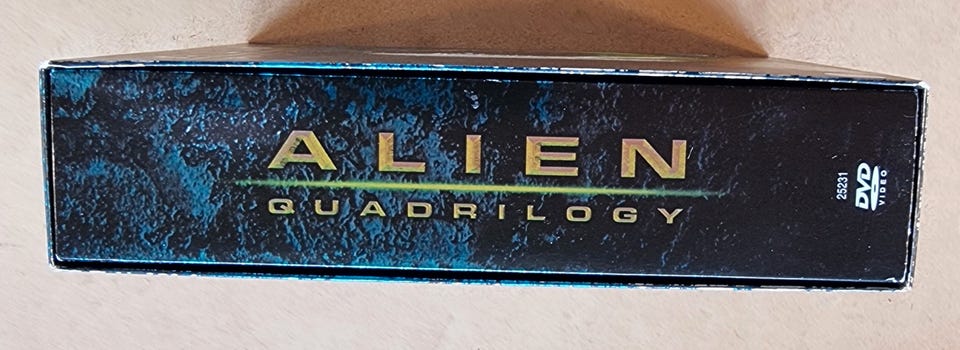 ALIEN
QUADRILOGY
25231
DVD
VIDEO